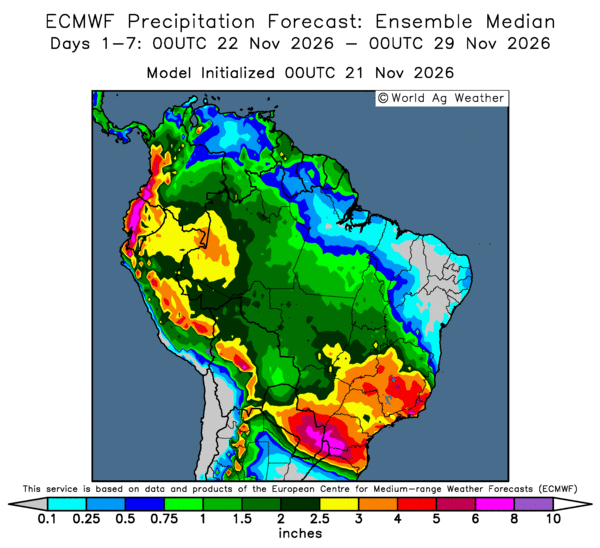 ECMWF Precipitation Forecast: Ensemble Median
Days 1-7: 00UTC 22 Nov 2026 - 00UTC 29 Nov 2026
Model Initialized 00UTC 21 Nov 2026
© World Ag Weather
This service is based on data and products of the European Centre for Medium-range Weather Forecasts (ECMWF)
0.1 0.25 0.5 0.75 1 1.5 2 2.5 3 4 5 6 8 10
inches